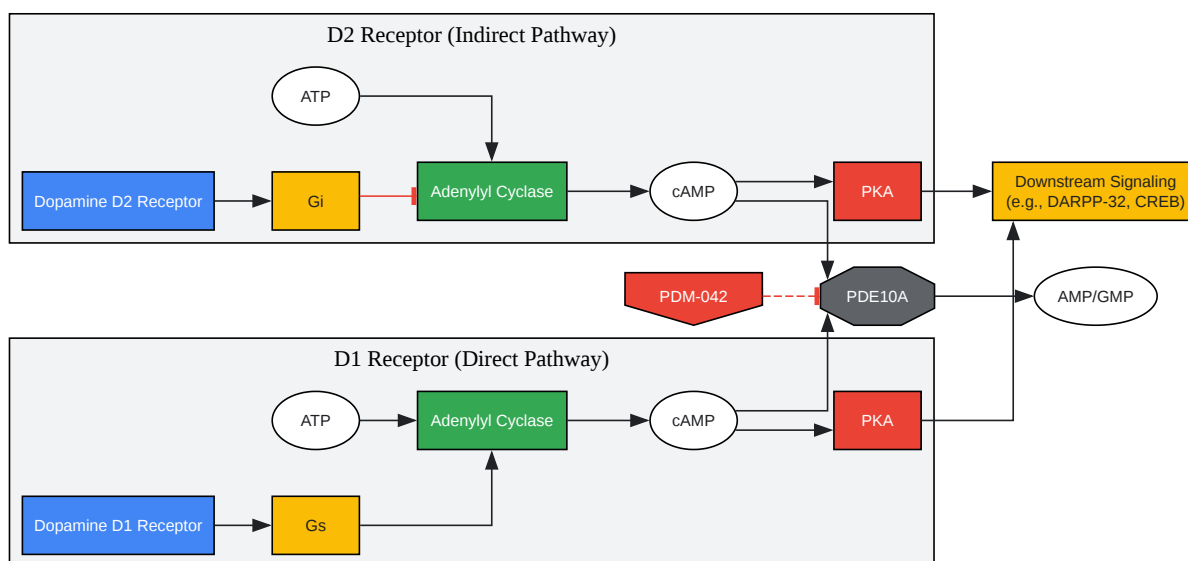 D2 Receptor (Indirect Pathway)
ATP
Dopamine D2 Receptor
Gi
Adenylyl Cyclase
cAMP
PKA
Downstream Signaling
(e.g., DARPP-32, CREB)
PDM-042
PDE10A
AMP/GMP
D1 Receptor (Direct Pathway)
ATP
Adenylyl Cyclase
cAMP
PKA
Dopamine D1 Receptor
Gs